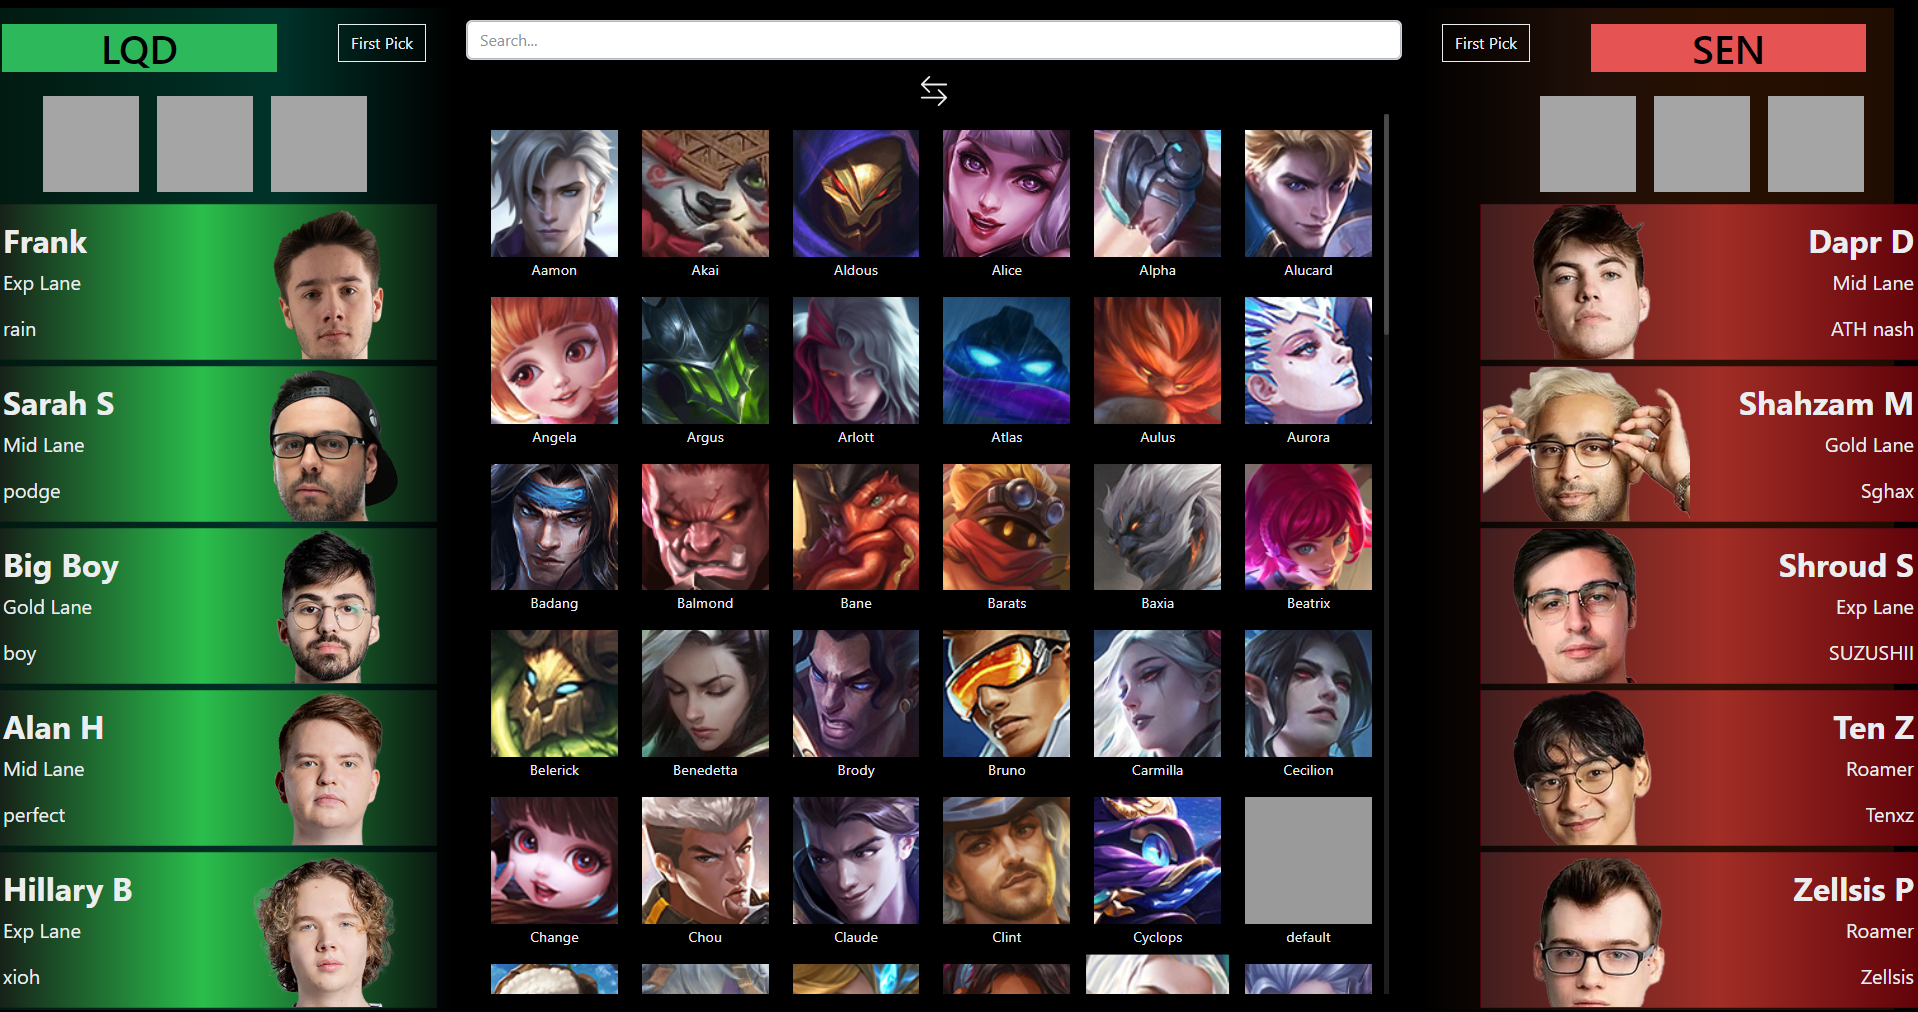 LQD
First Pick
Frank
Exp Lane
rain
Sarah S
Mid Lane
podge
Big Boy
Gold Lane
boy
Alan H
Mid Lane
perfect
Hillary B
Exp Lane
xioh
Search...
Aamon Akai Aldous Alice Alpha Alucard
Angela Argus Arlott Atlas Aulus Aurora
Badang Balmond Bane Barats Baxia Beatrix
Belerick Benedetta Brody Bruno Carmilla Cecilion
Change Chou Claude Clint Cyclops default
First Pick
SEN
Dapr D
Mid Lane
ATH nash
Shahzam M
Gold Lane
Sghax
Shroud S
Exp Lane
SUZUSHII
Ten Z
Roamer
Tenxz
Zellsis P
Roamer
Zellsis